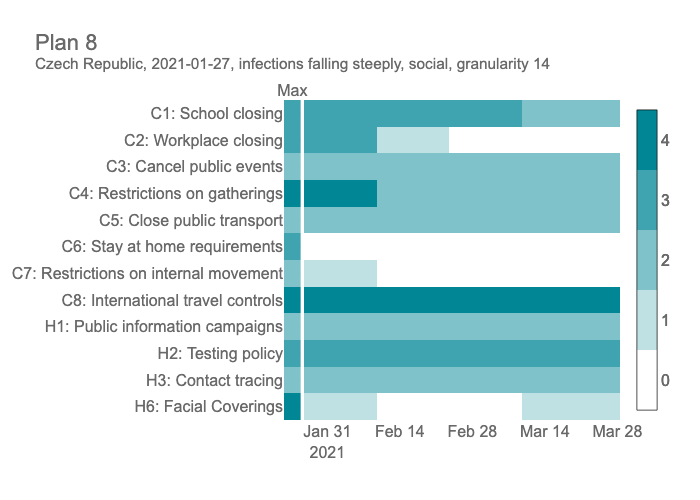 Plan 8
Czech Republic, 2021-01-27, infections falling steeply, social, granularity 14
Max
C1: School closing
C2: Workplace closing
C3: Cancel public events
C4: Restrictions on gatherings
C5: Close public transport
C6: Stay at home requirements
C7: Restrictions on internal movement
C8: International travel controls
H1: Public information campaigns
H2: Testing policy
H3: Contact tracing
H6: Facial Coverings
4
3
2
1
0
Jan 31 Feb 14 Feb 28 Mar 14 Mar 28
2021